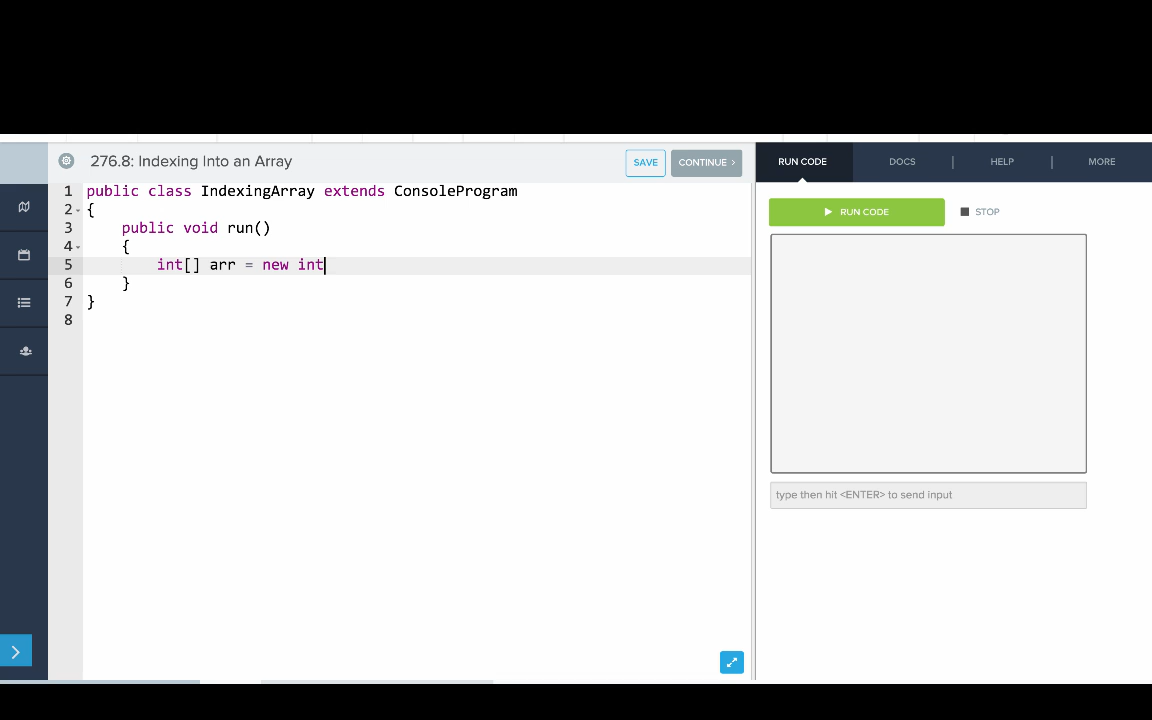 276.8: Indexing Into an Array
SAVE
CONTINUE >
RUN CODE
DOCS
|
HELP
|
MORE
1 public class IndexingArray extends ConsoleProgram
2 {
3 public void run()
4 {
5 int[] arr = new int
6 }
7 }
8
RUN CODE
STOP
type then hit <ENTER> to send input